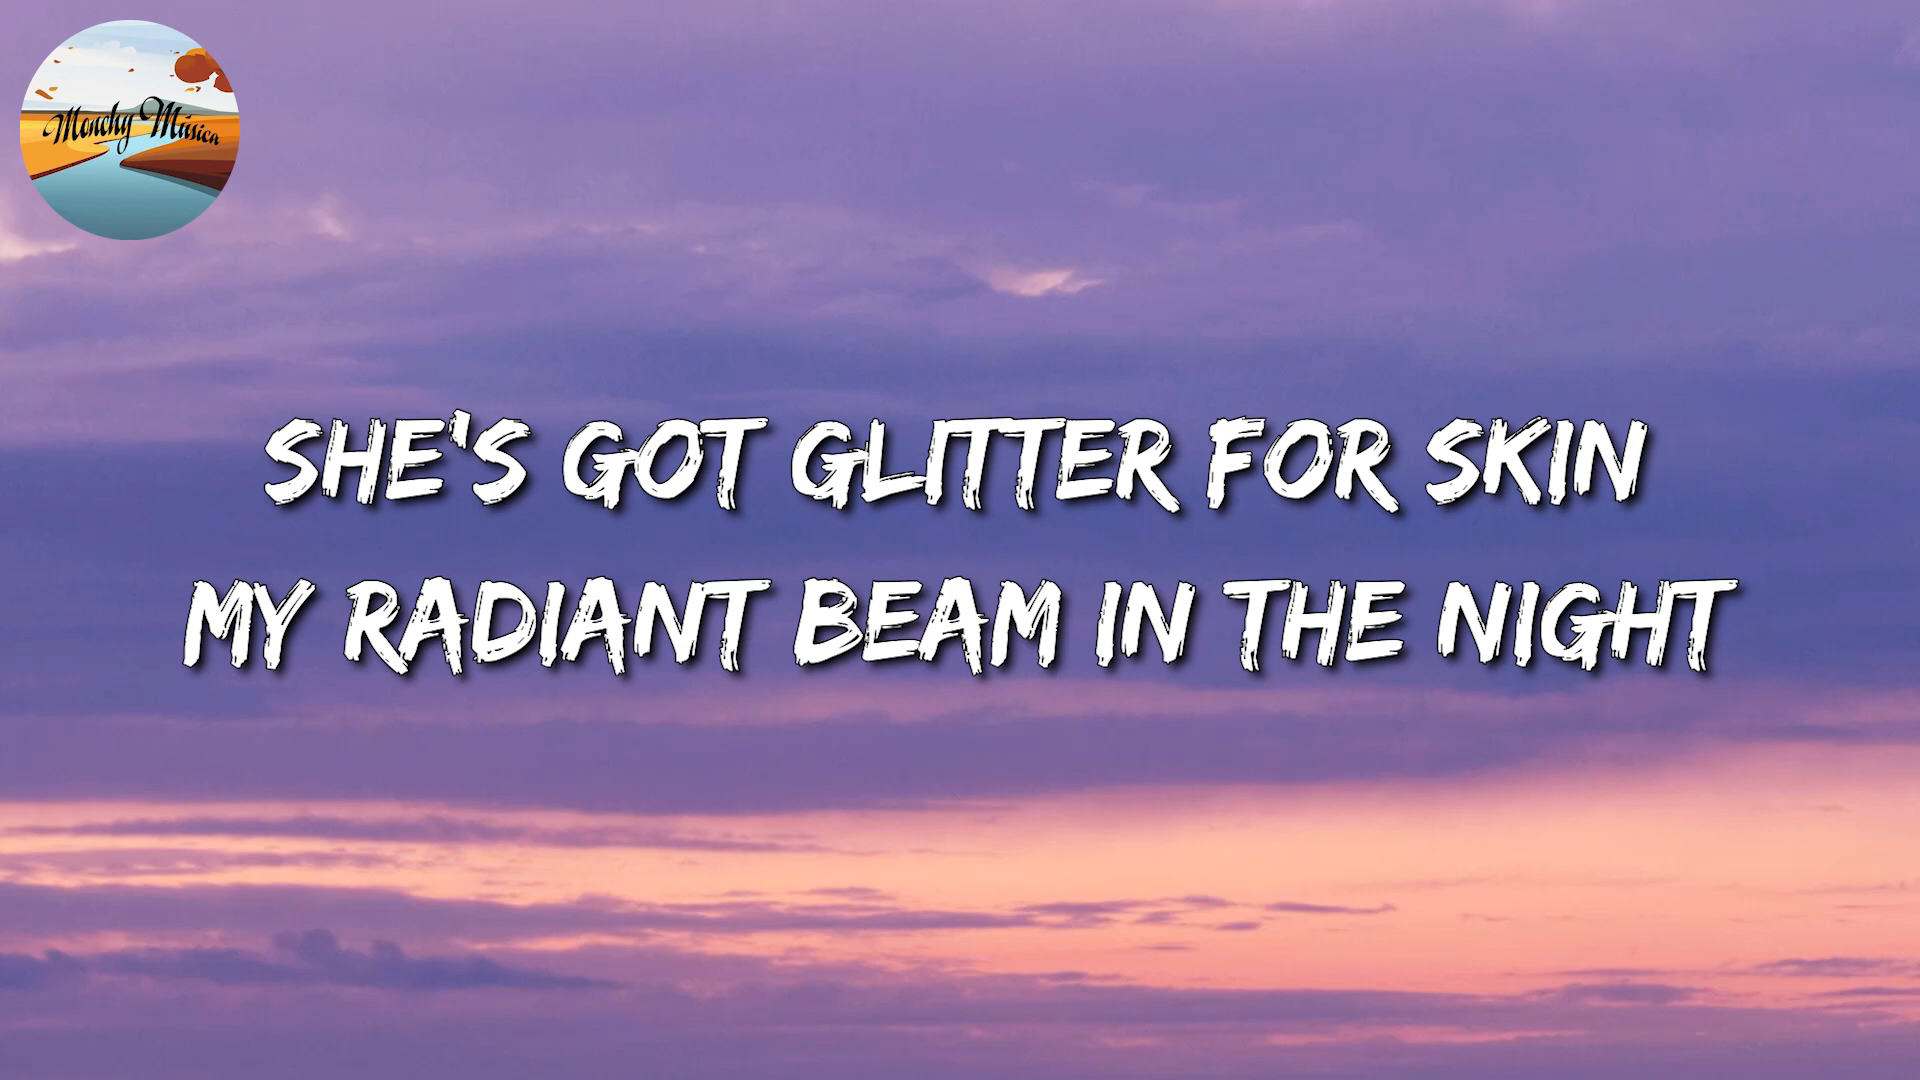 Monchy Música
SHE'S GOT GLITTER FOR SKIN
MY RADIANT BEAM IN THE NIGHT